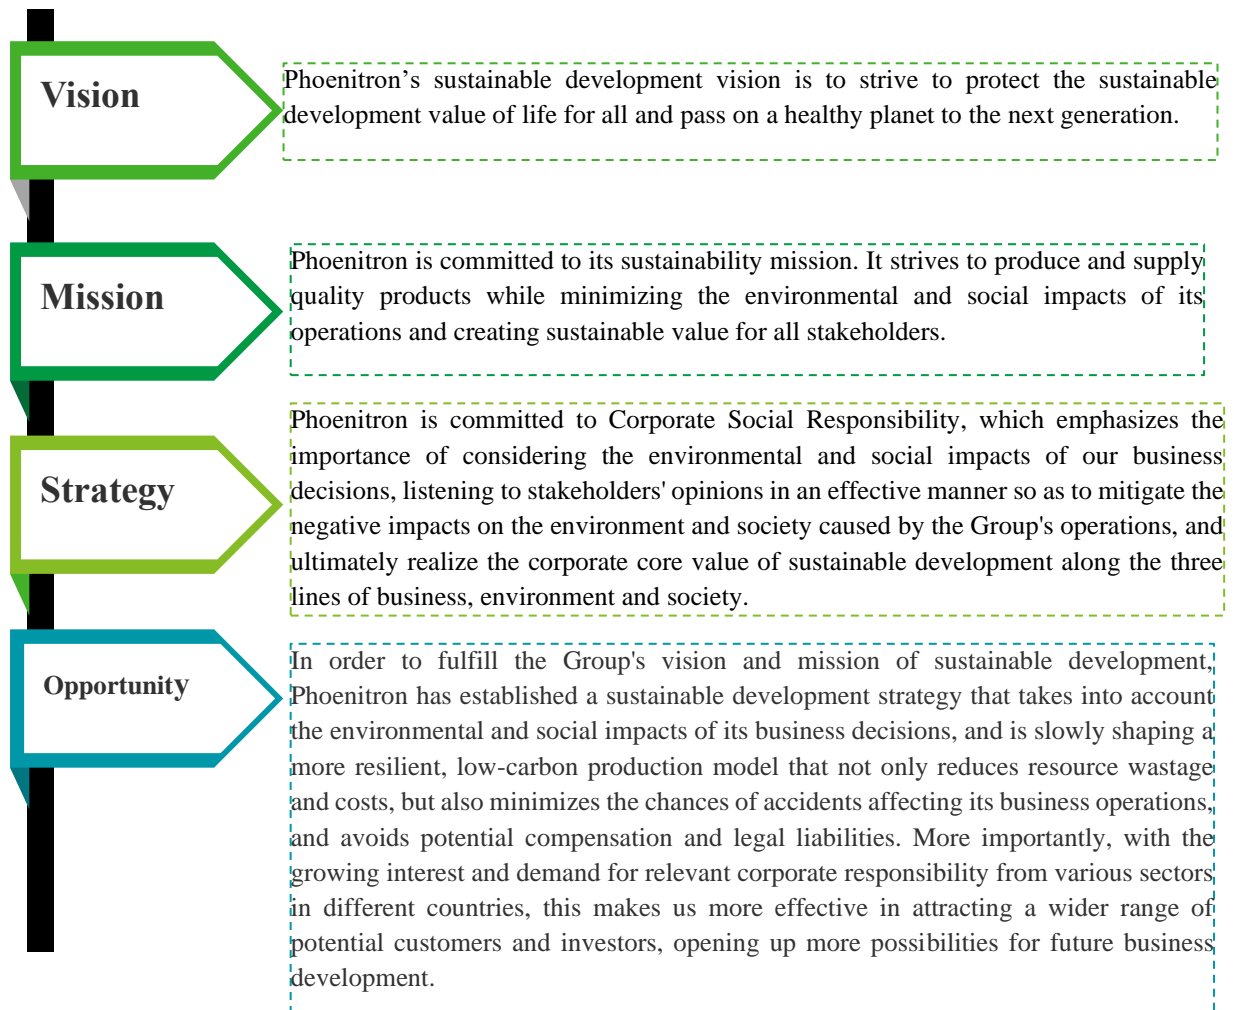 Vision
Phoenitron’s sustainable development vision is to strive to protect the sustainable
development value of life for all and pass on a healthy planet to the next generation.
Mission
Phoenitron is committed to its sustainability mission. It strives to produce and supply
quality products while minimizing the environmental and social impacts of its
operations and creating sustainable value for all stakeholders.
Strategy
Phoenitron is committed to Corporate Social Responsibility, which emphasizes the
importance of considering the environmental and social impacts of our business
decisions, listening to stakeholders' opinions in an effective manner so as to mitigate the
negative impacts on the environment and society caused by the Group's operations, and
ultimately realize the corporate core value of sustainable development along the three
lines of business, environment and society.
Opportunity
In order to fulfill the Group's vision and mission of sustainable development,
Phoenitron has established a sustainable development strategy that takes into account
the environmental and social impacts of its business decisions, and is slowly shaping a
more resilient, low-carbon production model that not only reduces resource wastage
and costs, but also minimizes the chances of accidents affecting its business operations,
and avoids potential compensation and legal liabilities. More importantly, with the
growing interest and demand for relevant corporate responsibility from various sectors
in different countries, this makes us more effective in attracting a wider range of
potential customers and investors, opening up more possibilities for future business
development.